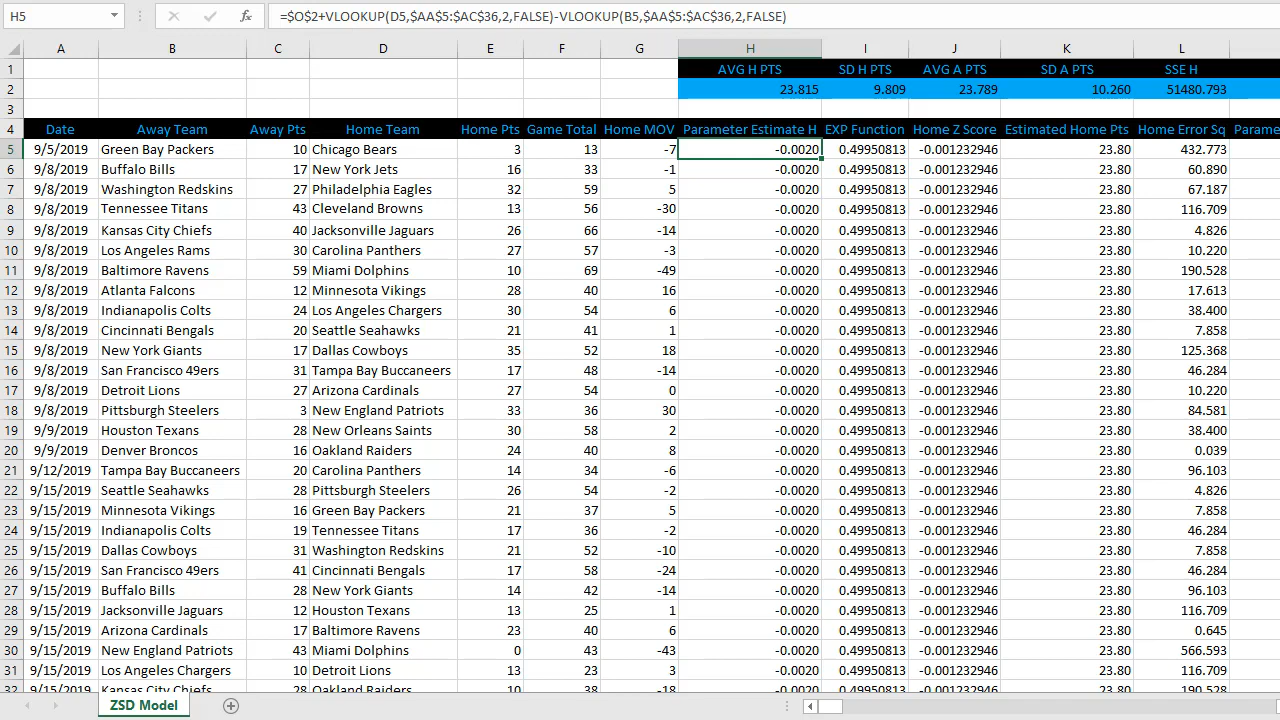 H5 fx =$O$2+VLOOKUP(D5,$AA$5:$AC$36,2,FALSE)-VLOOKUP(B5,$AA$5:$AC$36,2,FALSE)
A B C D E F G H I J K L
1 AVG H PTS SD H PTS AVG A PTS SD A PTS SSE H
2 23.815 9.809 23.789 10.260 51480.793
3
4 Date Away Team Away Pts Home Team Home Pts Game Total Home MOV Parameter Estimate H EXP Function Home Z Score Estimated Home Pts Home Error Sq Parame
5 9/5/2019 Green Bay Packers 10 Chicago Bears 3 13 -7 -0.0020 0.49950813 -0.001232946 23.80 432.773
6 9/8/2019 Buffalo Bills 17 New York Jets 16 33 -1 -0.0020 0.49950813 -0.001232946 23.80 60.890
7 9/8/2019 Washington Redskins 27 Philadelphia Eagles 32 59 5 -0.0020 0.49950813 -0.001232946 23.80 67.187
8 9/8/2019 Tennessee Titans 43 Cleveland Browns 13 56 -30 -0.0020 0.49950813 -0.001232946 23.80 116.709
9 9/8/2019 Kansas City Chiefs 40 Jacksonville Jaguars 26 66 -14 -0.0020 0.49950813 -0.001232946 23.80 4.826
10 9/8/2019 Los Angeles Rams 30 Carolina Panthers 27 57 -3 -0.0020 0.49950813 -0.001232946 23.80 10.220
11 9/8/2019 Baltimore Ravens 59 Miami Dolphins 10 69 -49 -0.0020 0.49950813 -0.001232946 23.80 190.528
12 9/8/2019 Atlanta Falcons 12 Minnesota Vikings 28 40 16 -0.0020 0.49950813 -0.001232946 23.80 17.613
13 9/8/2019 Indianapolis Colts 24 Los Angeles Chargers 30 54 6 -0.0020 0.49950813 -0.001232946 23.80 38.400
14 9/8/2019 Cincinnati Bengals 20 Seattle Seahawks 21 41 1 -0.0020 0.49950813 -0.001232946 23.80 7.858
15 9/8/2019 New York Giants 17 Dallas Cowboys 35 52 18 -0.0020 0.49950813 -0.001232946 23.80 125.368
16 9/8/2019 San Francisco 49ers 31 Tampa Bay Buccaneers 17 48 -14 -0.0020 0.49950813 -0.001232946 23.80 46.284
17 9/8/2019 Detroit Lions 27 Arizona Cardinals 27 54 0 -0.0020 0.49950813 -0.001232946 23.80 10.220
18 9/8/2019 Pittsburgh Steelers 3 New England Patriots 33 36 30 -0.0020 0.49950813 -0.001232946 23.80 84.581
19 9/9/2019 Houston Texans 28 New Orleans Saints 30 58 2 -0.0020 0.49950813 -0.001232946 23.80 38.400
20 9/9/2019 Denver Broncos 16 Oakland Raiders 24 40 8 -0.0020 0.49950813 -0.001232946 23.80 0.039
21 9/12/2019 Tampa Bay Buccaneers 20 Carolina Panthers 14 34 -6 -0.0020 0.49950813 -0.001232946 23.80 96.103
22 9/15/2019 Seattle Seahawks 28 Pittsburgh Steelers 26 54 -2 -0.0020 0.49950813 -0.001232946 23.80 4.826
23 9/15/2019 Minnesota Vikings 16 Green Bay Packers 21 37 5 -0.0020 0.49950813 -0.001232946 23.80 7.858
24 9/15/2019 Indianapolis Colts 19 Tennessee Titans 17 36 -2 -0.0020 0.49950813 -0.001232946 23.80 46.284
25 9/15/2019 Dallas Cowboys 31 Washington Redskins 21 52 -10 -0.0020 0.49950813 -0.001232946 23.80 7.858
26 9/15/2019 San Francisco 49ers 41 Cincinnati Bengals 17 58 -24 -0.0020 0.49950813 -0.001232946 23.80 46.284
27 9/15/2019 Buffalo Bills 28 New York Giants 14 42 -14 -0.0020 0.49950813 -0.001232946 23.80 96.103
28 9/15/2019 Jacksonville Jaguars 12 Houston Texans 13 25 1 -0.0020 0.49950813 -0.001232946 23.80 116.709
29 9/15/2019 Arizona Cardinals 17 Baltimore Ravens 23 40 6 -0.0020 0.49950813 -0.001232946 23.80 0.645
30 9/15/2019 New England Patriots 43 Miami Dolphins 0 43 -43 -0.0020 0.49950813 -0.001232946 23.80 566.593
31 9/15/2019 Los Angeles Chargers 10 Detroit Lions 13 23 3 -0.0020 0.49950813 -0.001232946 23.80 116.709
32 9/15/2019 Kansas City Chiefs 28 Oakland Raiders 10 38 -18 -0.0020 0.49950813 -0.001232946 23.80 190.528
ZSD Model